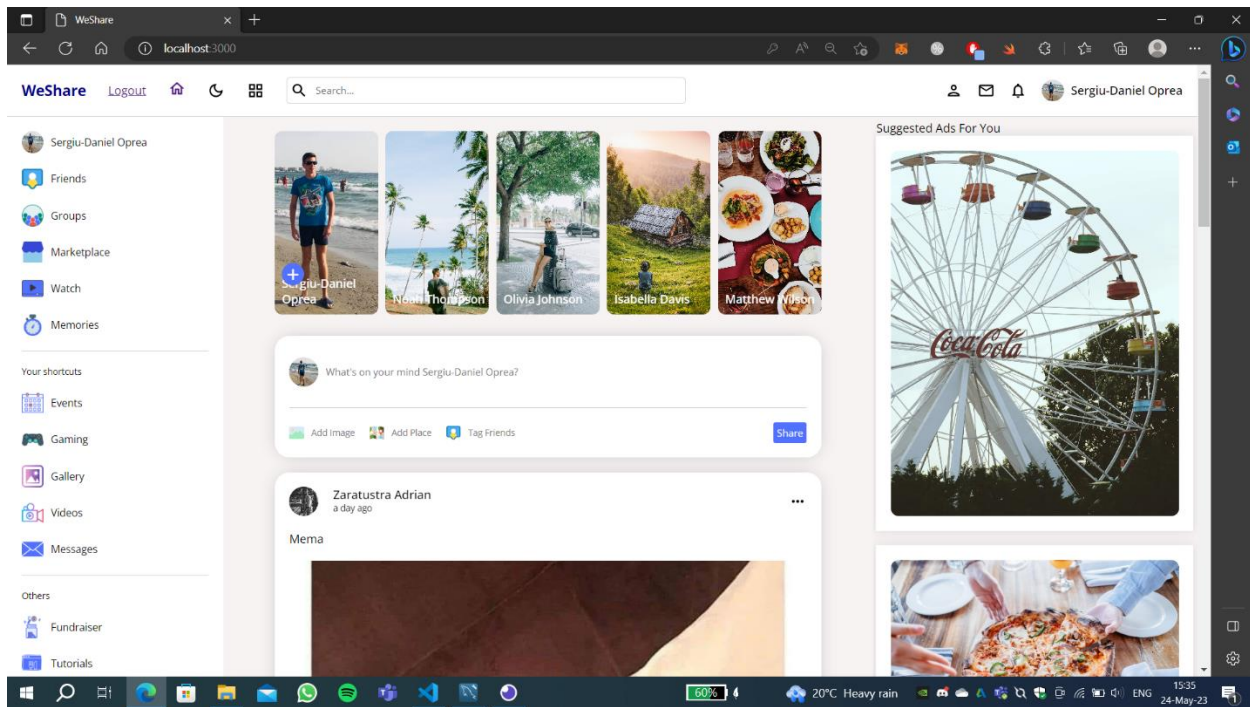 WeShare
localhost:3000
WeShare
Logout
Search...
Sergiu-Daniel Oprea
Sergiu-Daniel Oprea
Friends
Groups
Marketplace
Watch
Memories
Your shortcuts
Events
Gaming
Gallery
Videos
Messages
Others
Fundraiser
Tutorials
Sergiu-Daniel
Oprea
Noah Thompson
Olivia Johnson
Isabella Davis
Matthew Wilson
What's on your mind Sergiu-Daniel Oprea?
Add Image
Add Place
Tag Friends
Share
Zaratustra Adrian
a day ago
Mema
Suggested Ads For You
Coca-Cola
60%
20°C Heavy rain
ENG
15:35
24-May-23